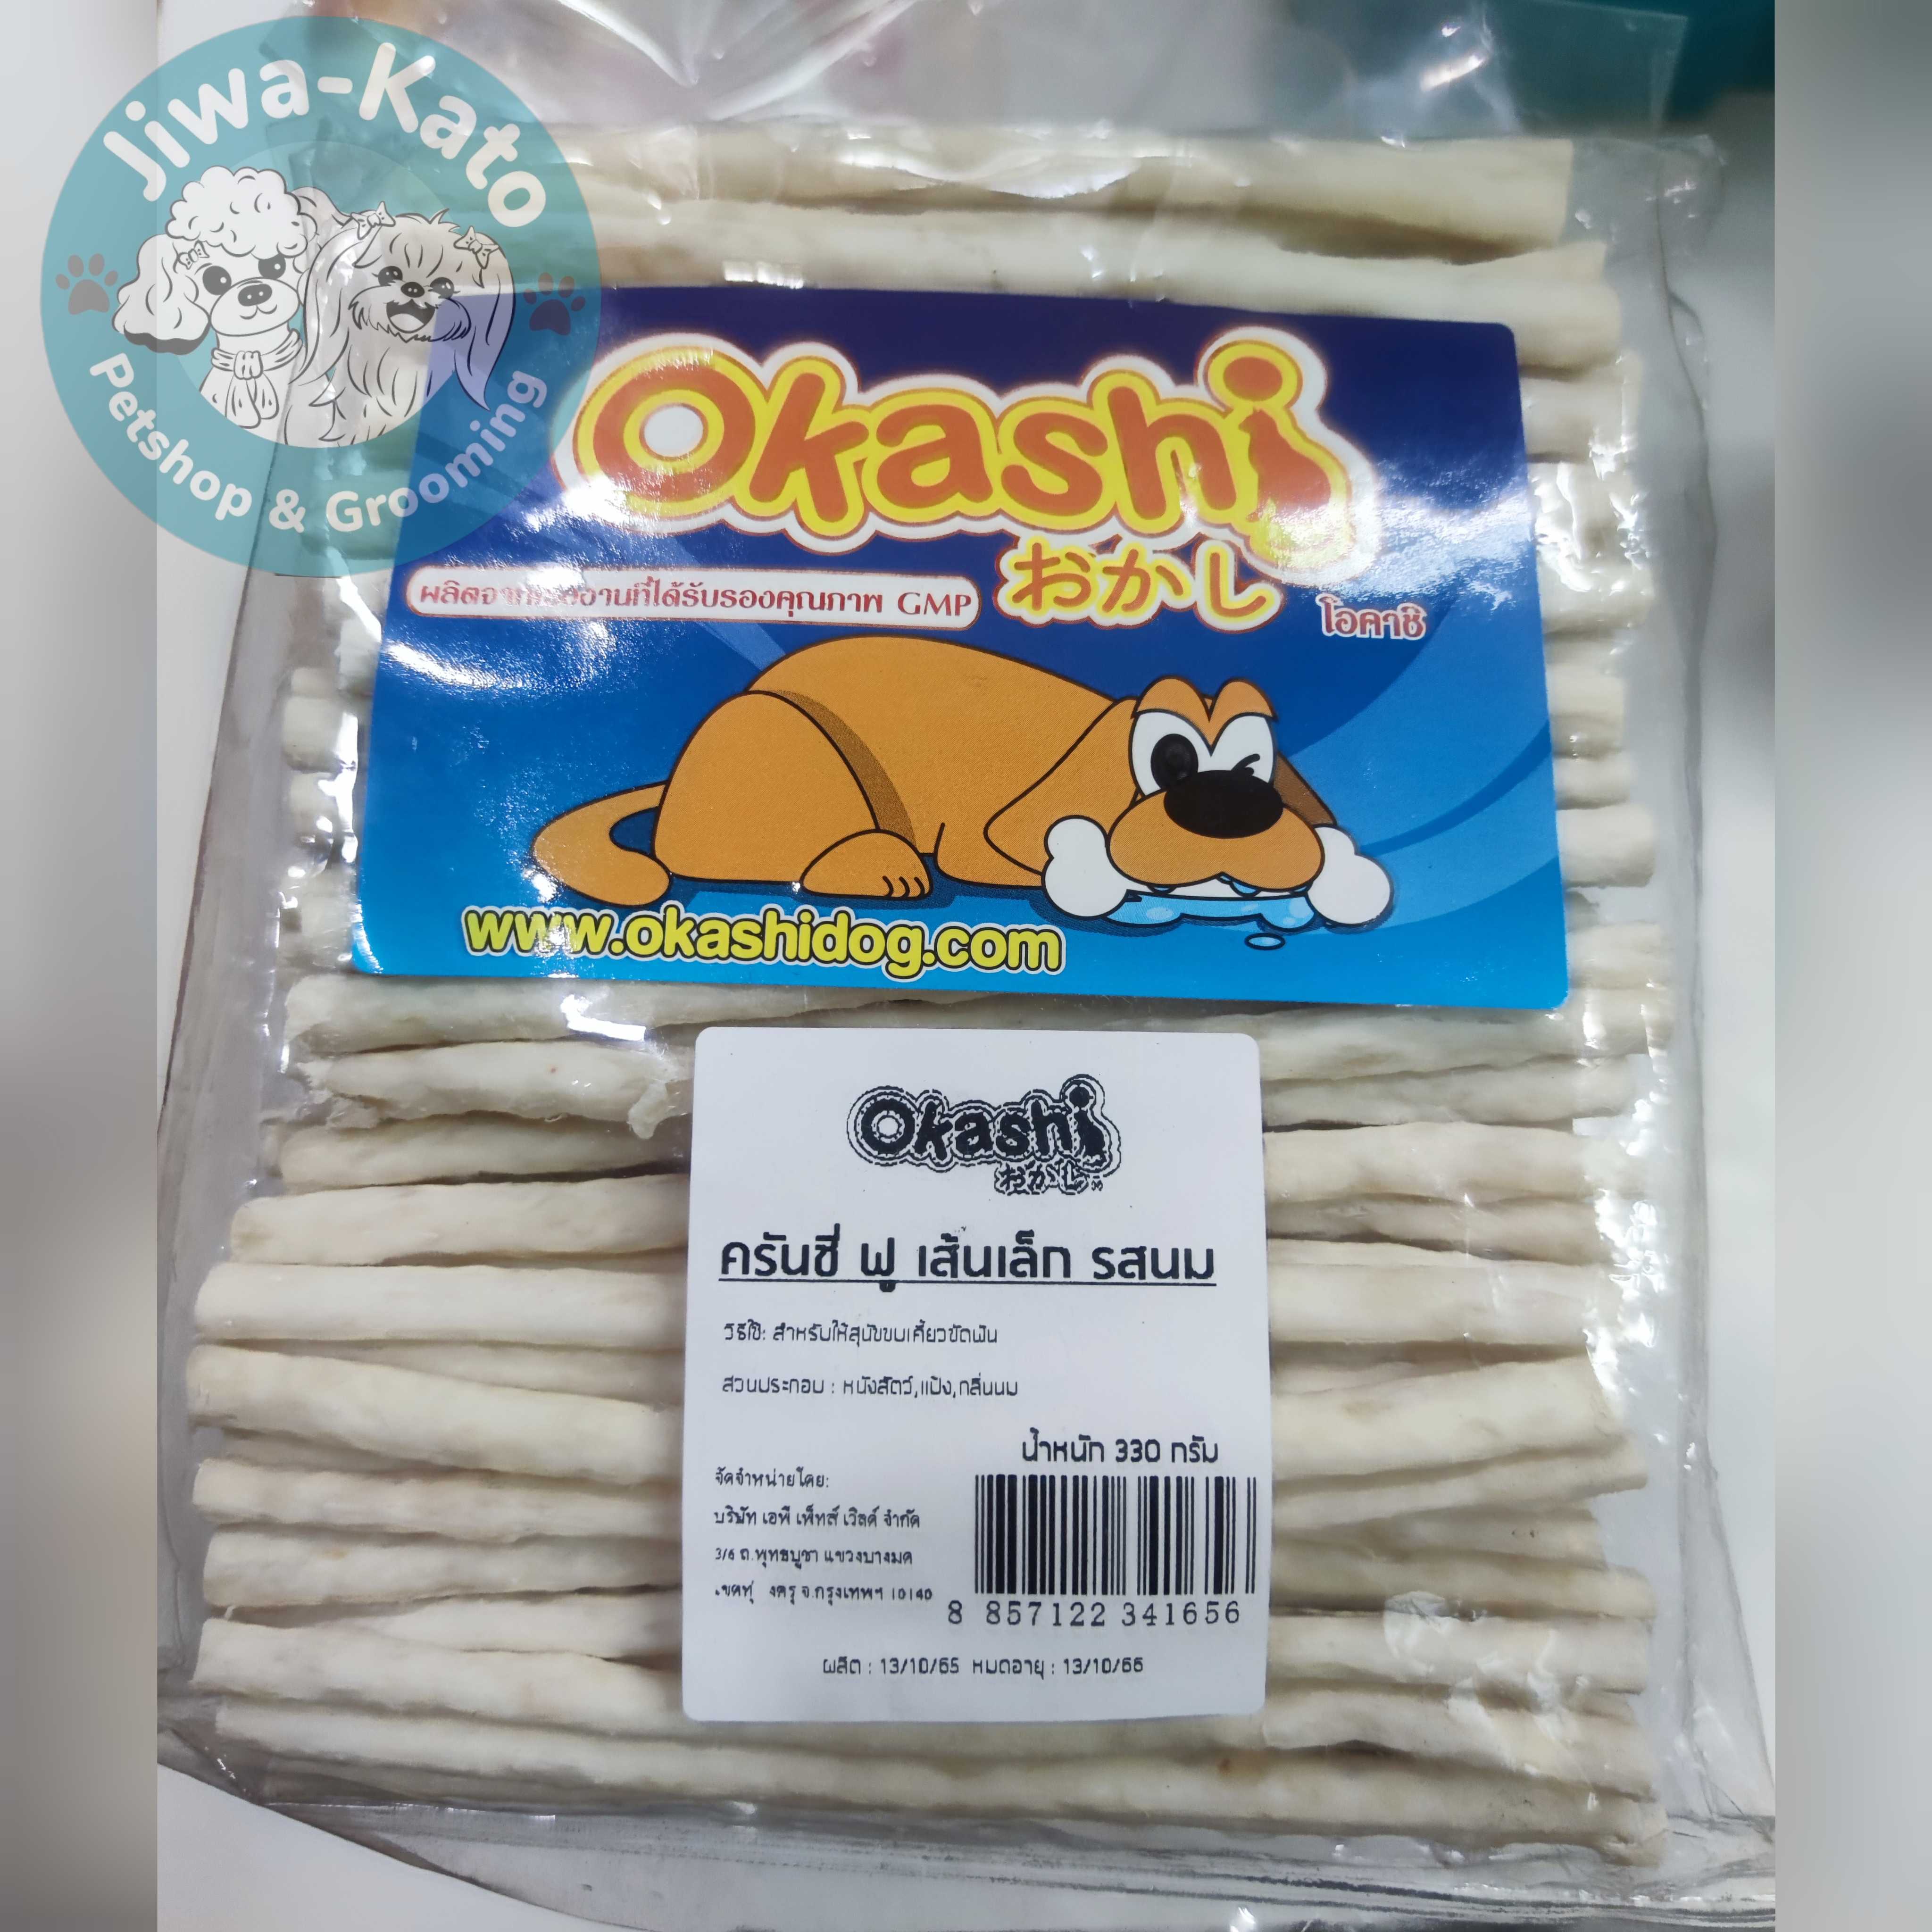 Jiwa-Kato
Petshop & Grooming
Okashi
おかし
โอคาชิ
ผลิตจากโรงงานที่ได้รับรองคุณภาพ GMP
www.okashidog.com
Okashi
おかし
ครันชี่ ฟู เส้นเล็ก รสนม
วิธีใช้: สำหรับให้สุนัขขบเคี้ยวขัดฟัน
ส่วนประกอบ : หนังสัตว์,แป้ง,กลิ่นนม
น้ำหนัก 330 กรัม
จัดจำหน่ายโดย:
บริษัท เอพี เพ็ทส์ เวิลด์ จำกัด
3/6 ถ.พุทธบูชา แขวงบางมด
เขตทุ่งครุ จ.กรุงเทพฯ 10140
8 857122 341656
ผลิต : 13/10/65 หมดอายุ : 13/10/66